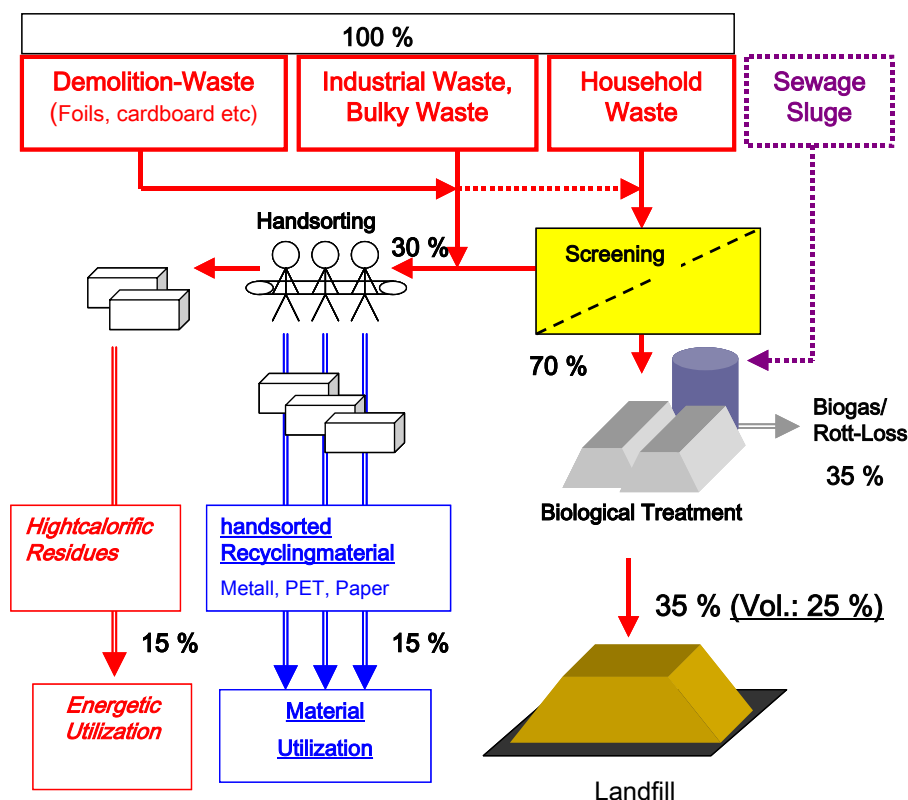 100 %
Demolition-Waste
(Foils, cardboard etc)
Industrial Waste,
Bulky Waste
Household
Waste
Sewage
Sluge
Handsorting
30 %
Screening
70 %
Biogas/
Rott-Loss
35 %
Biological Treatment
Hightcalorific
Residues
handsorted
Recyclingmaterial
Metall, PET, Paper
35 % (Vol.: 25 %)
15 %
15 %
Energetic
Utilization
Material
Utilization
Landfill